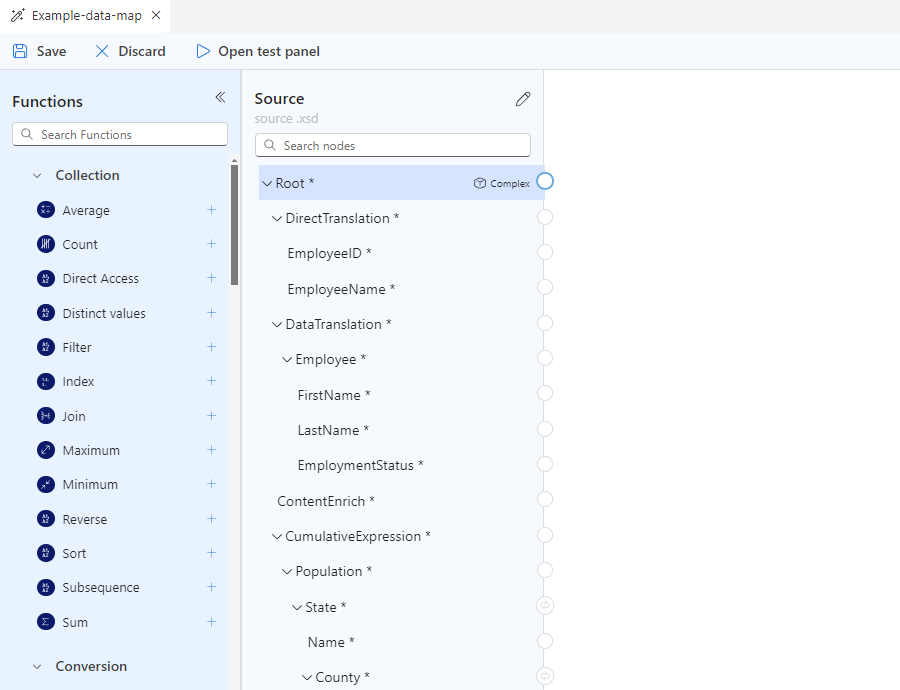 Example-data-map
Save
Discard
Open test panel
Functions
Search Functions
Collection
Average
Count
Direct Access
Distinct values
Filter
Index
Join
Maximum
Minimum
Reverse
Sort
Subsequence
Sum
Conversion
Source
source .xsd
Search nodes
Root * Complex
DirectTranslation *
EmployeeID *
EmployeeName *
DataTranslation *
Employee *
FirstName *
LastName *
EmploymentStatus *
ContentEnrich *
CumulativeExpression *
Population *
State *
Name *
County *